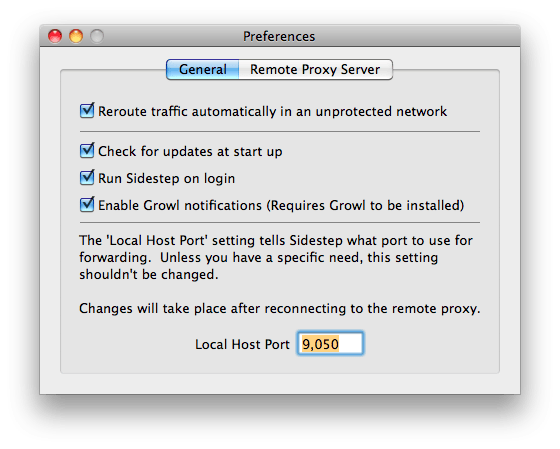 Preferences
General Remote Proxy Server
Reroute traffic automatically in an unprotected network
Check for updates at start up
Run Sidestep on login
Enable Growl notifications (Requires Growl to be installed)
The 'Local Host Port' setting tells Sidestep what port to use for
forwarding.  Unless you have a specific need, this setting
shouldn't be changed.
Changes will take place after reconnecting to the remote proxy.
Local Host Port 9,050